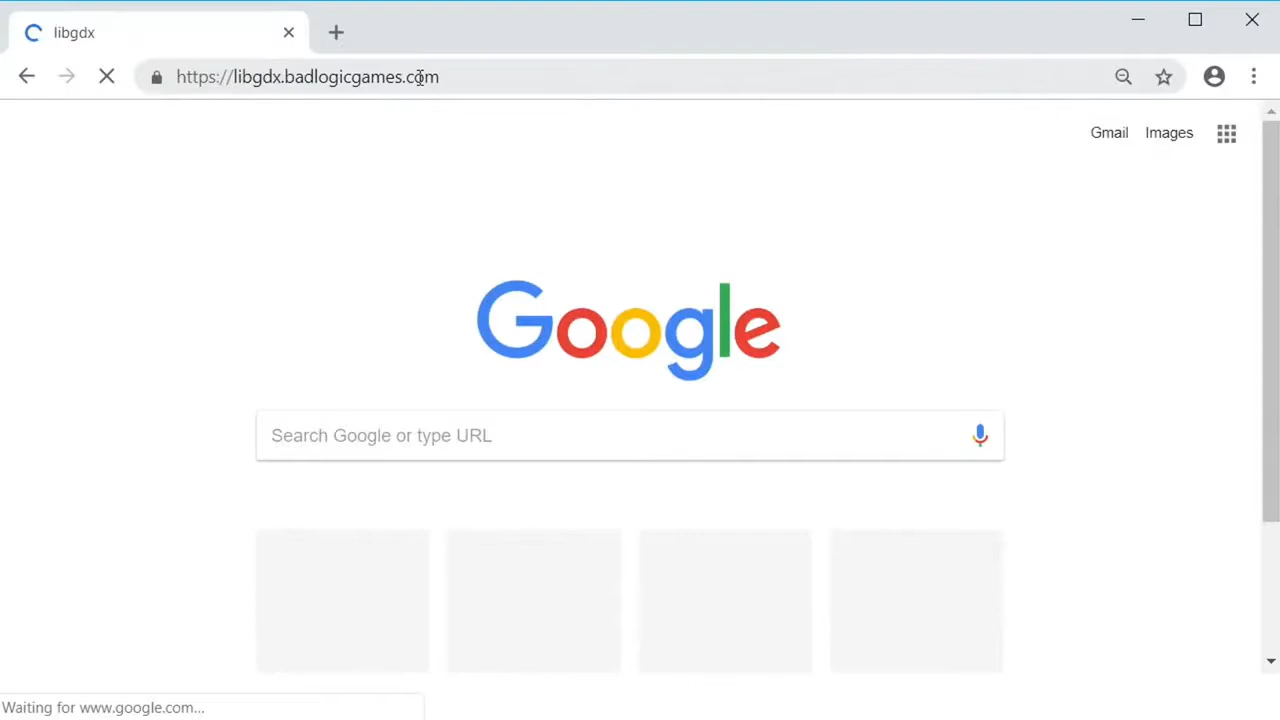 libgdx
https://libgdx.badlogicgames.com
Gmail Images
Google
Search Google or type URL
Waiting for www.google.com...